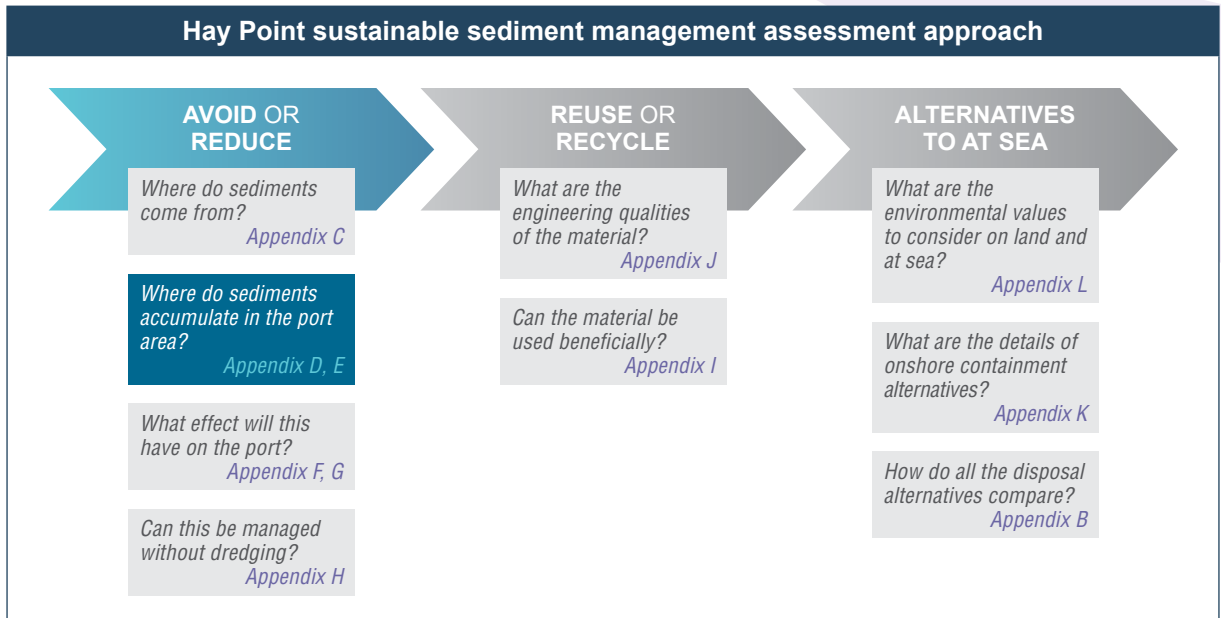 Hay Point sustainable sediment management assessment approach
AVOID OR
REDUCE
Where do sediments
come from?
Appendix C
Where do sediments
accumulate in the port
area?
Appendix D, E
What effect will this
have on the port?
Appendix F, G
Can this be managed
without dredging?
Appendix H
REUSE OR
RECYCLE
What are the
engineering qualities
of the material?
Appendix J
Can the material be
used beneficially?
Appendix I
ALTERNATIVES
TO AT SEA
What are the
environmental values
to consider on land and
at sea?
Appendix L
What are the details of
onshore containment
alternatives?
Appendix K
How do all the disposal
alternatives compare?
Appendix B